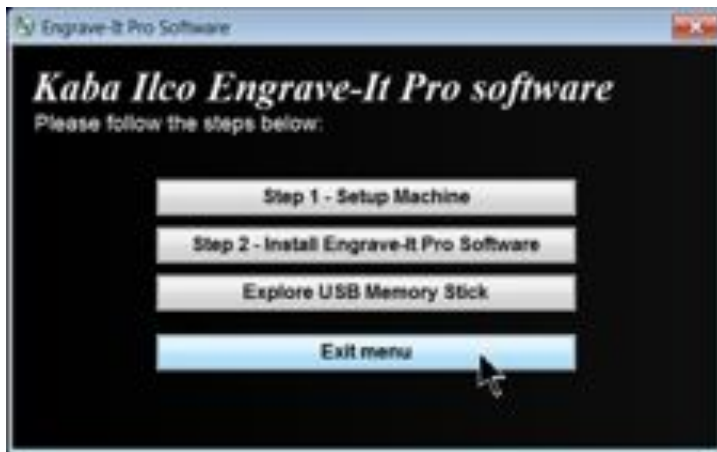 Engrave-It Pro Software
Kaba Ilco Engrave-It Pro software
Please follow the steps below:
Step 1 - Setup Machine
Step 2 - Install Engrave-It Pro Software
Explore USB Memory Stick
Exit menu